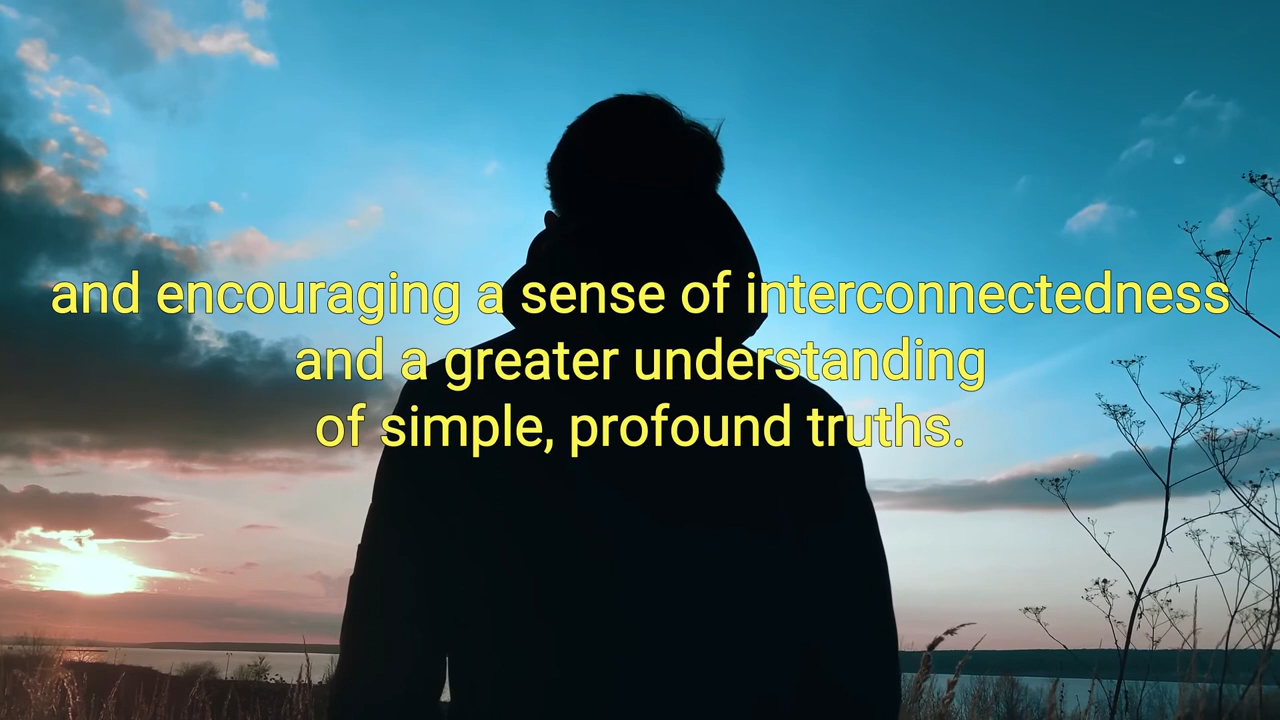 and encouraging a sense of interconnectedness
and a greater understanding
of simple, profound truths.